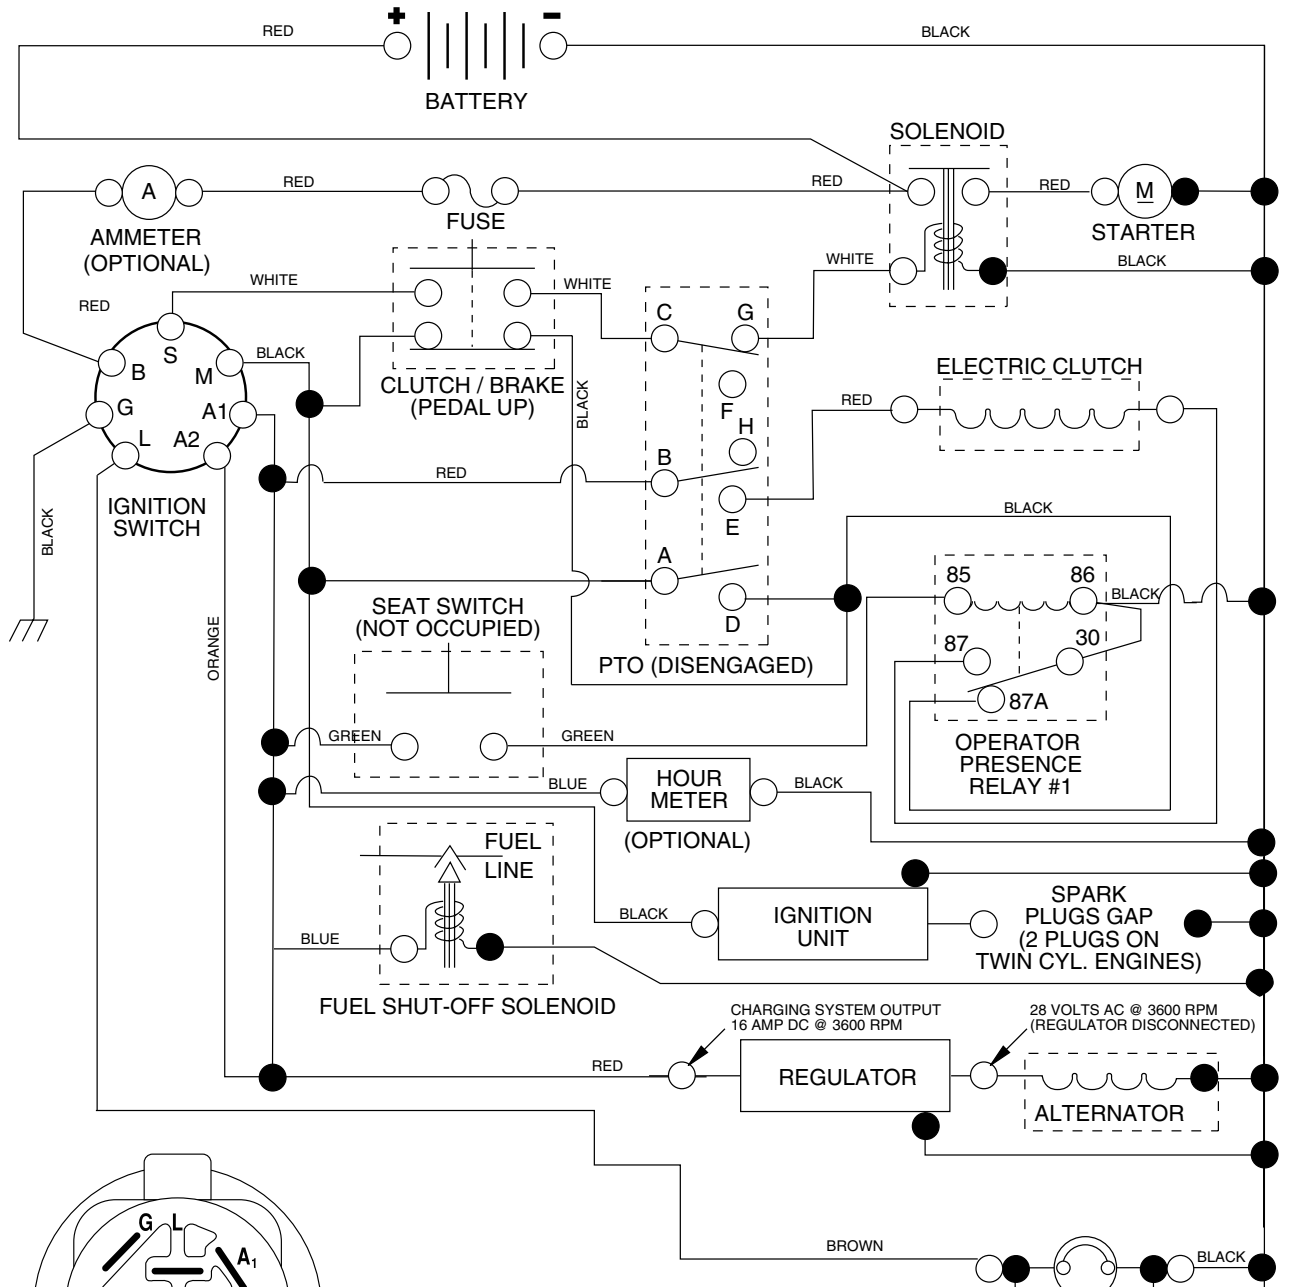 +
-
RED
BLACK
BATTERY
SOLENOID
A
RED
RED
RED
M
FUSE
AMMETER
(OPTIONAL)
STARTER
WHITE
BLACK
WHITE
WHITE
RED
C
G
S
BLACK
B
M
CLUTCH / BRAKE
(PEDAL UP)
ELECTRIC CLUTCH
G
A1
BLACK
F
RED
H
L
A2
B
RED
IGNITION
SWITCH
BLACK
E
BLACK
A
85
86
BLACK
SEAT SWITCH
(NOT OCCUPIED)
D
ORANGE
87
30
PTO (DISENGAGED)
87A
GREEN
GREEN
OPERATOR
PRESENCE
RELAY #1
BLUE
HOUR
METER
BLACK
(OPTIONAL)
FUEL
LINE
SPARK
PLUGS GAP
(2 PLUGS ON
TWIN CYL. ENGINES)
BLACK
IGNITION
UNIT
BLUE
FUEL SHUT-OFF SOLENOID
CHARGING SYSTEM OUTPUT
16 AMP DC @ 3600 RPM
28 VOLTS AC @ 3600 RPM
(REGULATOR DISCONNECTED)
RED
REGULATOR
ALTERNATOR
G
L
A1
BROWN
BLACK